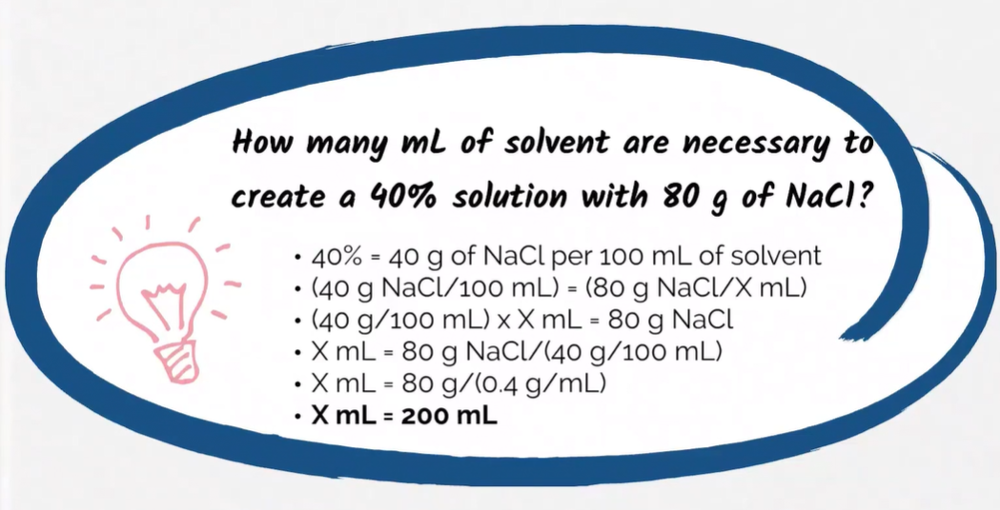 How many mL of solvent are necessary to
create a 40% solution with 80 g of NaCl?
• 40% = 40 g of NaCl per 100 mL of solvent
• (40 g NaCl/100 mL) = (80 g NaCl/X mL)
• (40 g/100 mL) x X mL = 80 g NaCl
• X mL = 80 g NaCl/(40 g/100 mL)
• X mL = 80 g/(0.4 g/mL)
• X mL = 200 mL